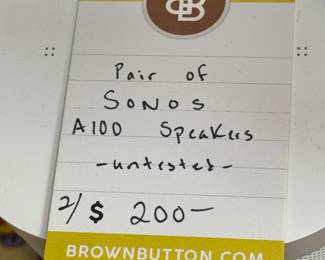 B
Pair of
SONOS
A100 Speakers
-untested-
2/$ 200-
BROWNBUTTON.COM